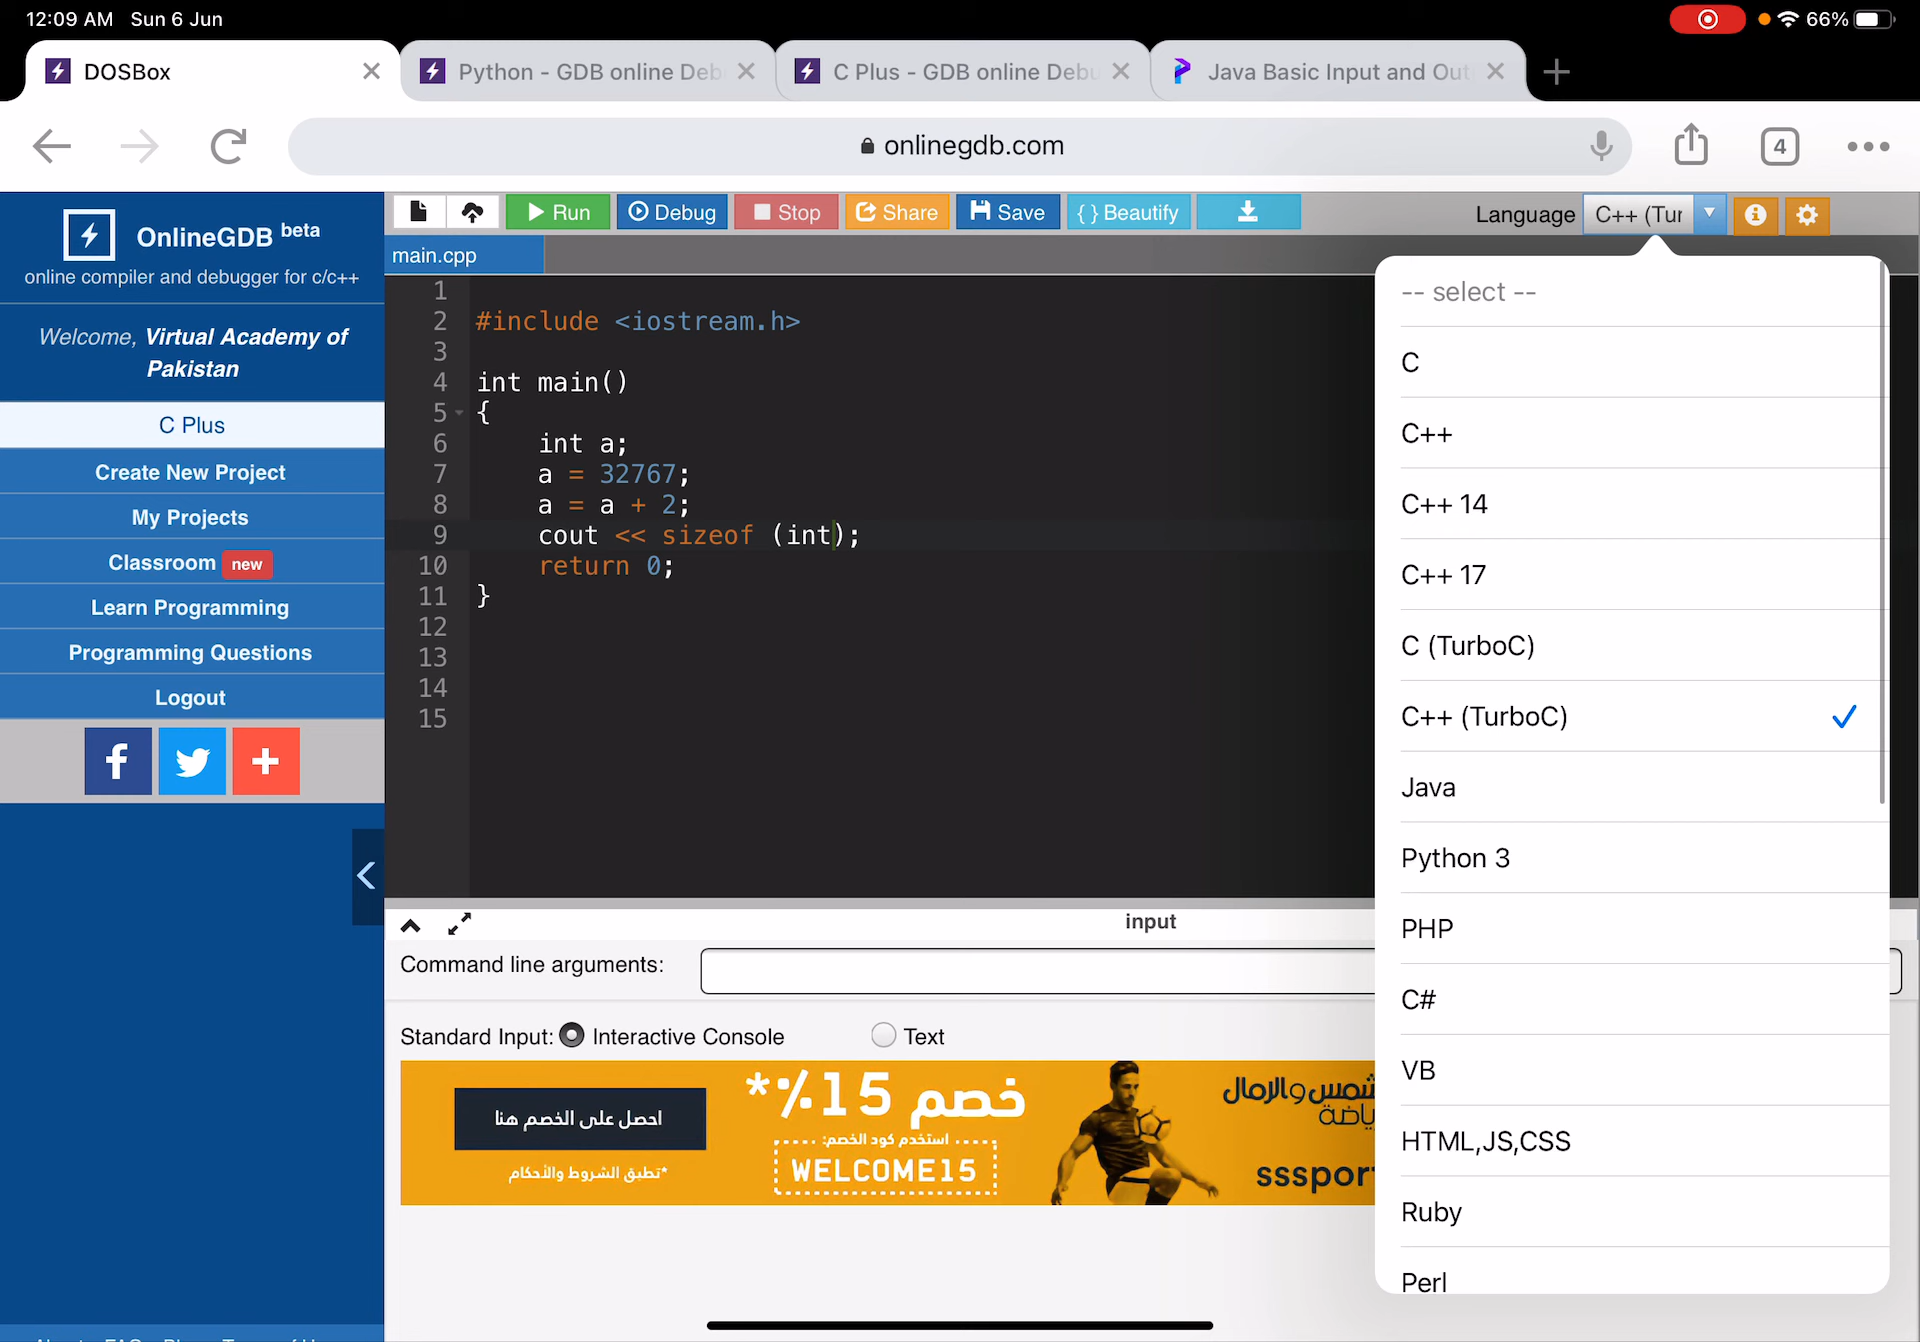 12:09 AM Sun 6 Jun
66%
DOSBox
Python - GDB online Deb
C Plus - GDB online Debu
Java Basic Input and Out
onlinegdb.com
4
OnlineGDB beta
online compiler and debugger for c/c++
Welcome, Virtual Academy of
Pakistan
C Plus
Create New Project
My Projects
Classroom new
Learn Programming
Programming Questions
Logout
Run
Debug
Stop
Share
Save
{ } Beautify
Language
C++ (Tur
main.cpp
1
2 #include <iostream.h>
3
4 int main()
5 {
6 int a;
7 a = 32767;
8 a = a + 2;
9 cout << sizeof (int);
10 return 0;
11 }
12
13
14
15
-- select --
C
C++
C++ 14
C++ 17
C (TurboC)
C++ (TurboC)
Java
Python 3
PHP
C#
VB
HTML,JS,CSS
Ruby
Perl
input
Command line arguments:
Standard Input: Interactive Console Text
احصل على الخصم هنا
*تطبق الشروط والأحكام
خصم 15٪*
استخدم كود الخصم:
WELCOME15
شمس والرمال
sssport